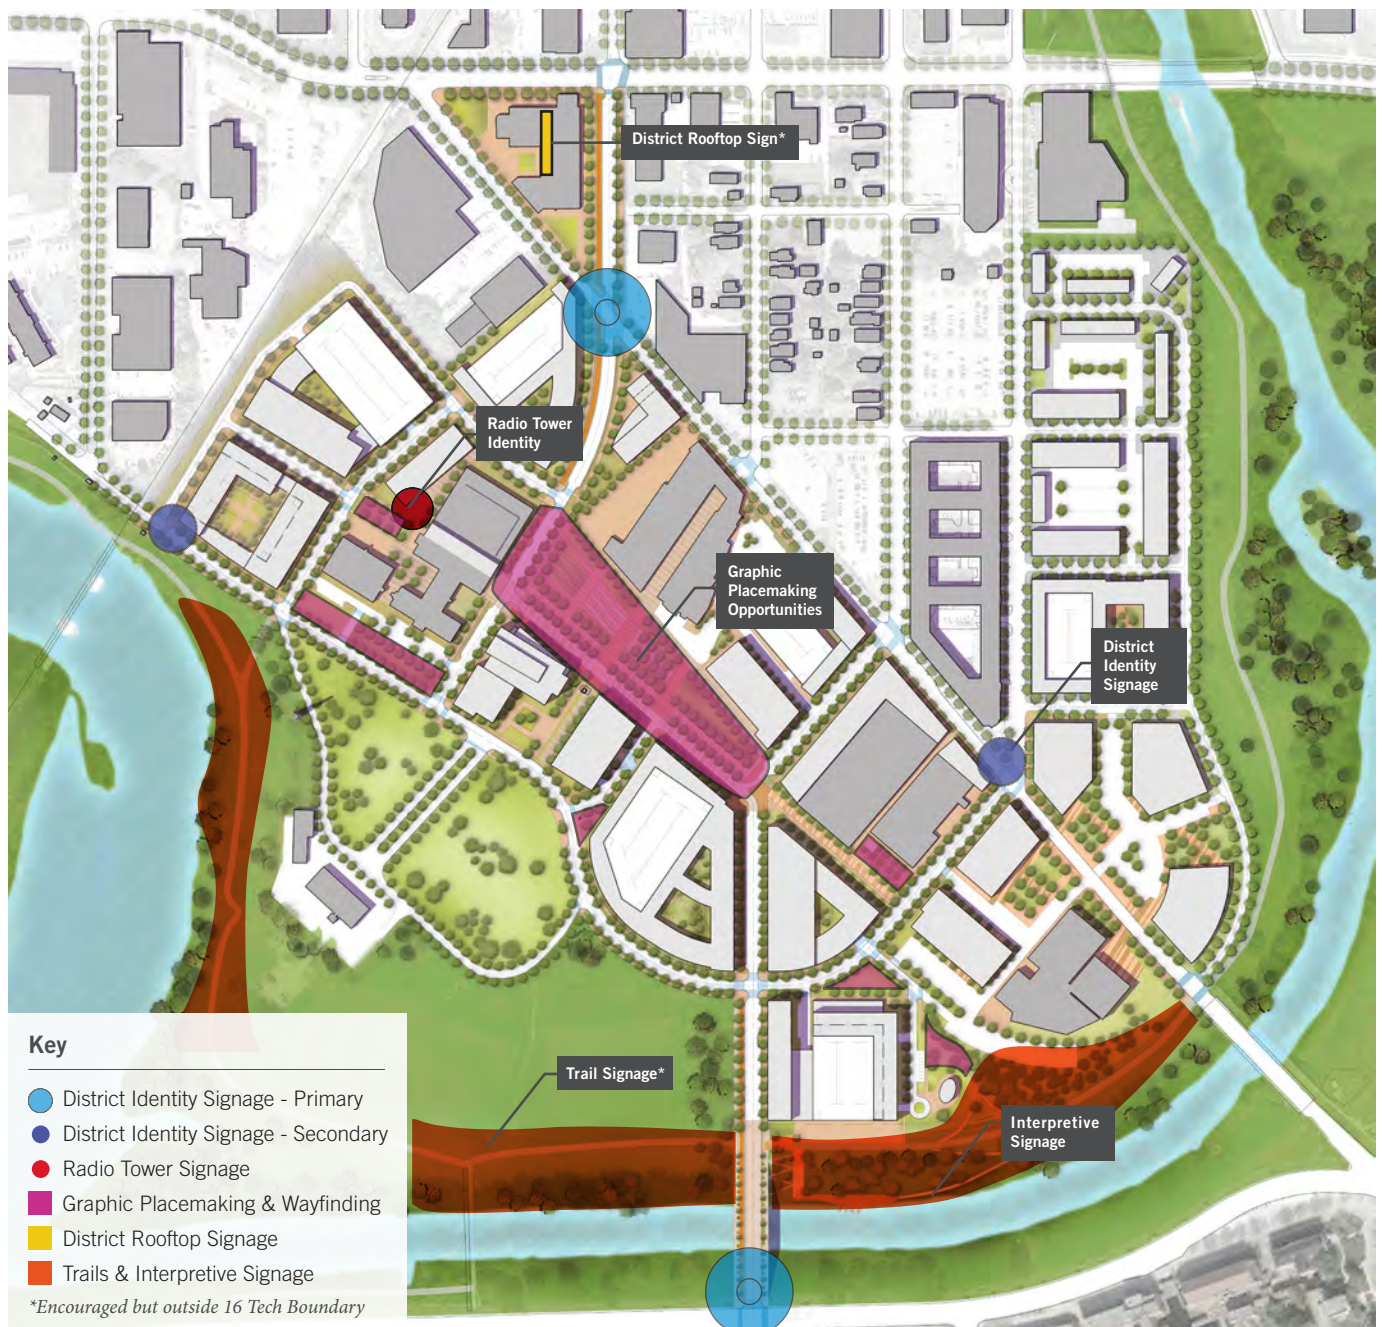 District Rooftop Sign*
Radio Tower
Identity
Graphic
Placemaking
Opportunities
District
Identity
Signage
Trail Signage*
Interpretive
Signage
Key
District Identity Signage - Primary
District Identity Signage - Secondary
Radio Tower Signage
Graphic Placemaking & Wayfinding
District Rooftop Signage
Trails & Interpretive Signage
*Encouraged but outside 16 Tech Boundary